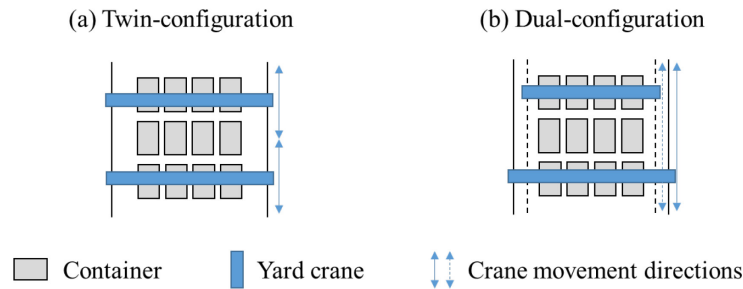 (a) Twin-configuration
(b) Dual-configuration
Container
Yard crane
Crane movement directions